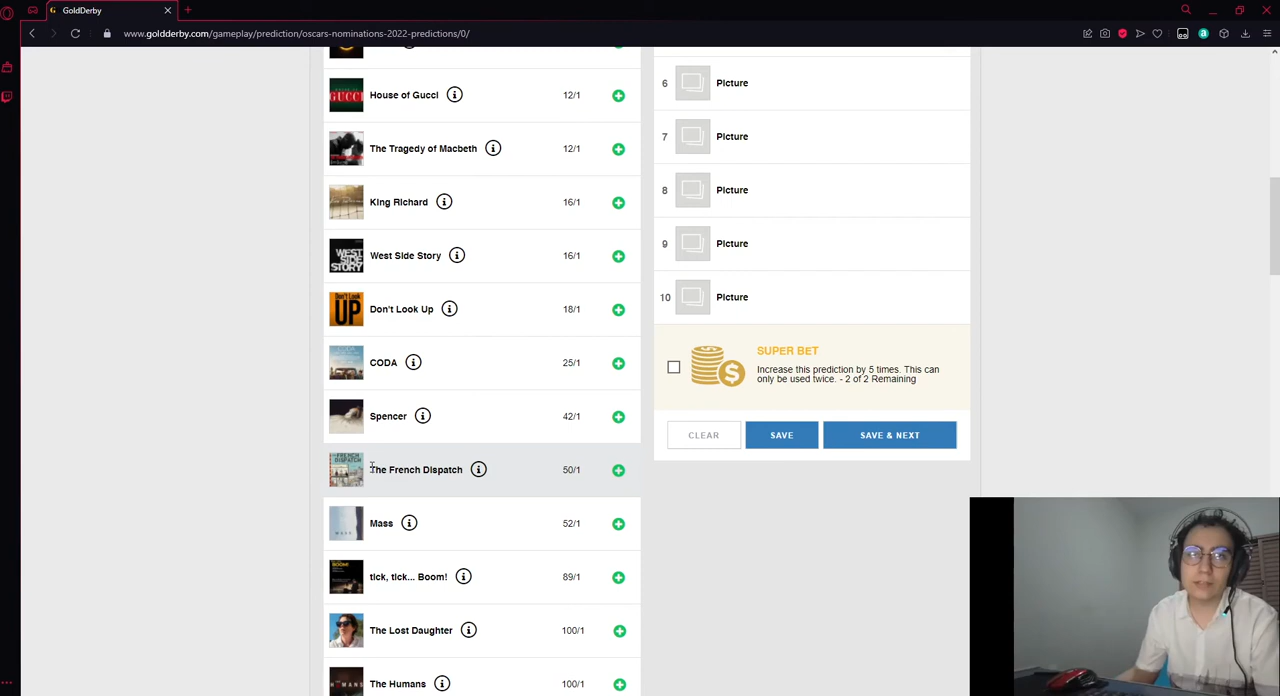 GoldDerby
www.goldderby.com/gameplay/prediction/oscars-nominations-2022-predictions/0/
House of Gucci 12/1
The Tragedy of Macbeth 12/1
King Richard 16/1
West Side Story 16/1
Don't Look Up 18/1
CODA 25/1
Spencer 42/1
The French Dispatch 50/1
Mass 52/1
tick, tick... Boom! 89/1
The Lost Daughter 100/1
The Humans 100/1
6 Picture
7 Picture
8 Picture
9 Picture
10 Picture
SUPER BET
Increase this prediction by 5 times. This can
only be used twice. - 2 of 2 Remaining
CLEAR SAVE SAVE & NEXT